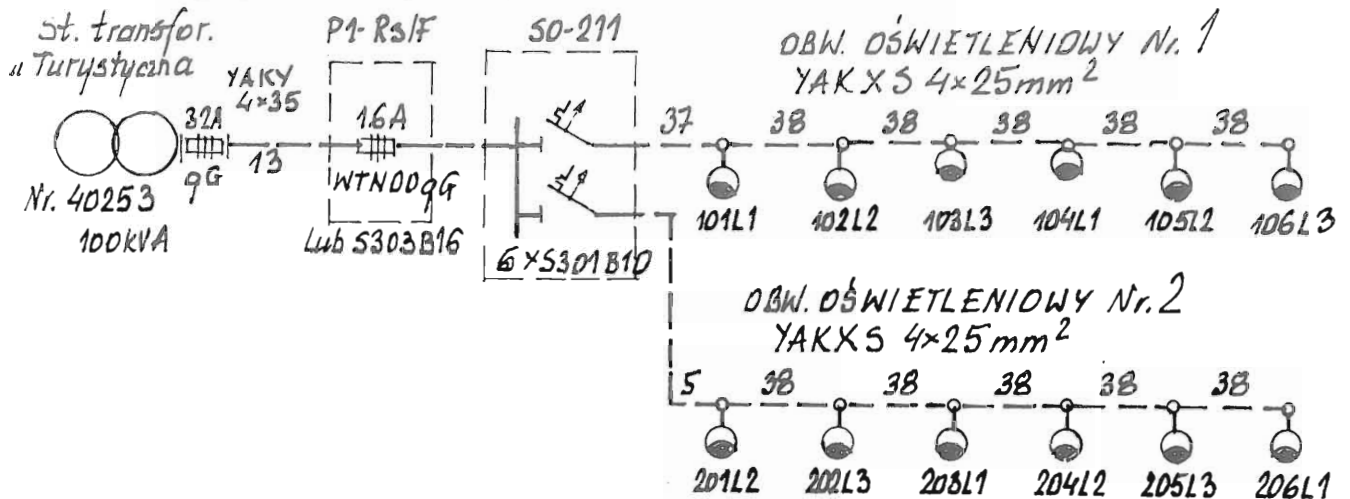 St. transfor.
„Turystyczna
YAKY
4×35
32A
gG
13
Nr. 40253
100kVA
P1-RS/F
16A
WTN00gG
Lub S303B16
SO-211
6×S301B10
OBW. OŚWIETLENIOWY Nr. 1
YAKXS 4×25mm²
37 38 38 38 38 38
101L1 102L2 103L3 104L1 105L2 106L3
OBW. OŚWIETLENIOWY Nr. 2
YAKXS 4×25mm²
5 38 38 38 38 38
201L2 202L3 203L1 204L2 205L3 206L1